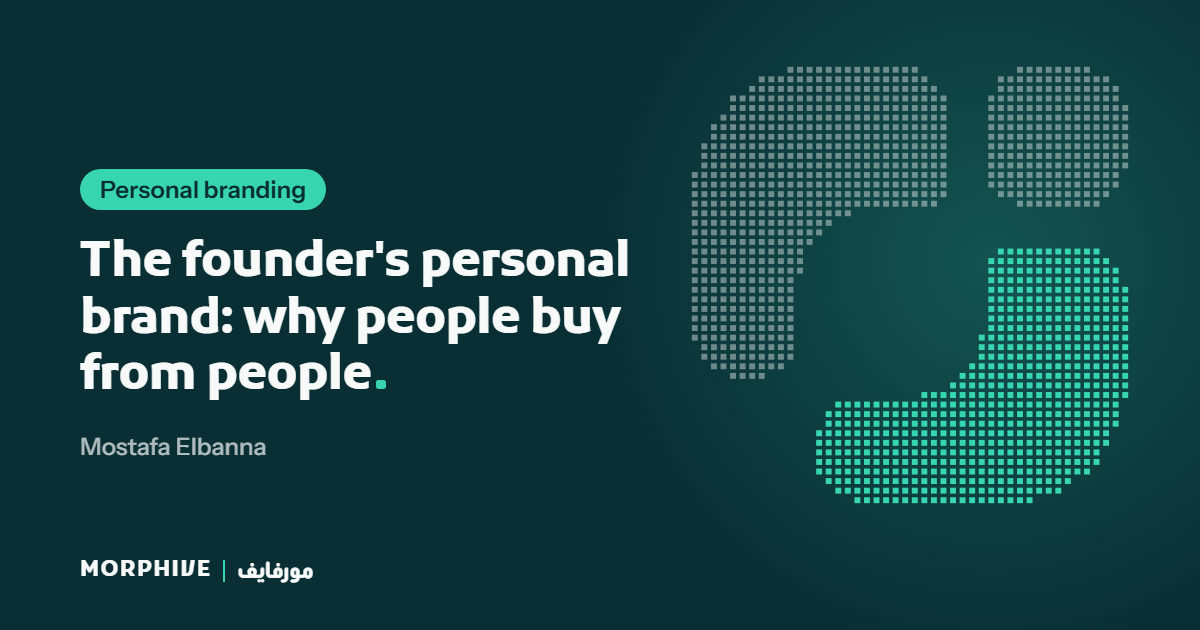 Personal branding
The founder's personal
brand: why people buy
from people.
Mostafa Elbanna
MORPHIVE | مورفايف